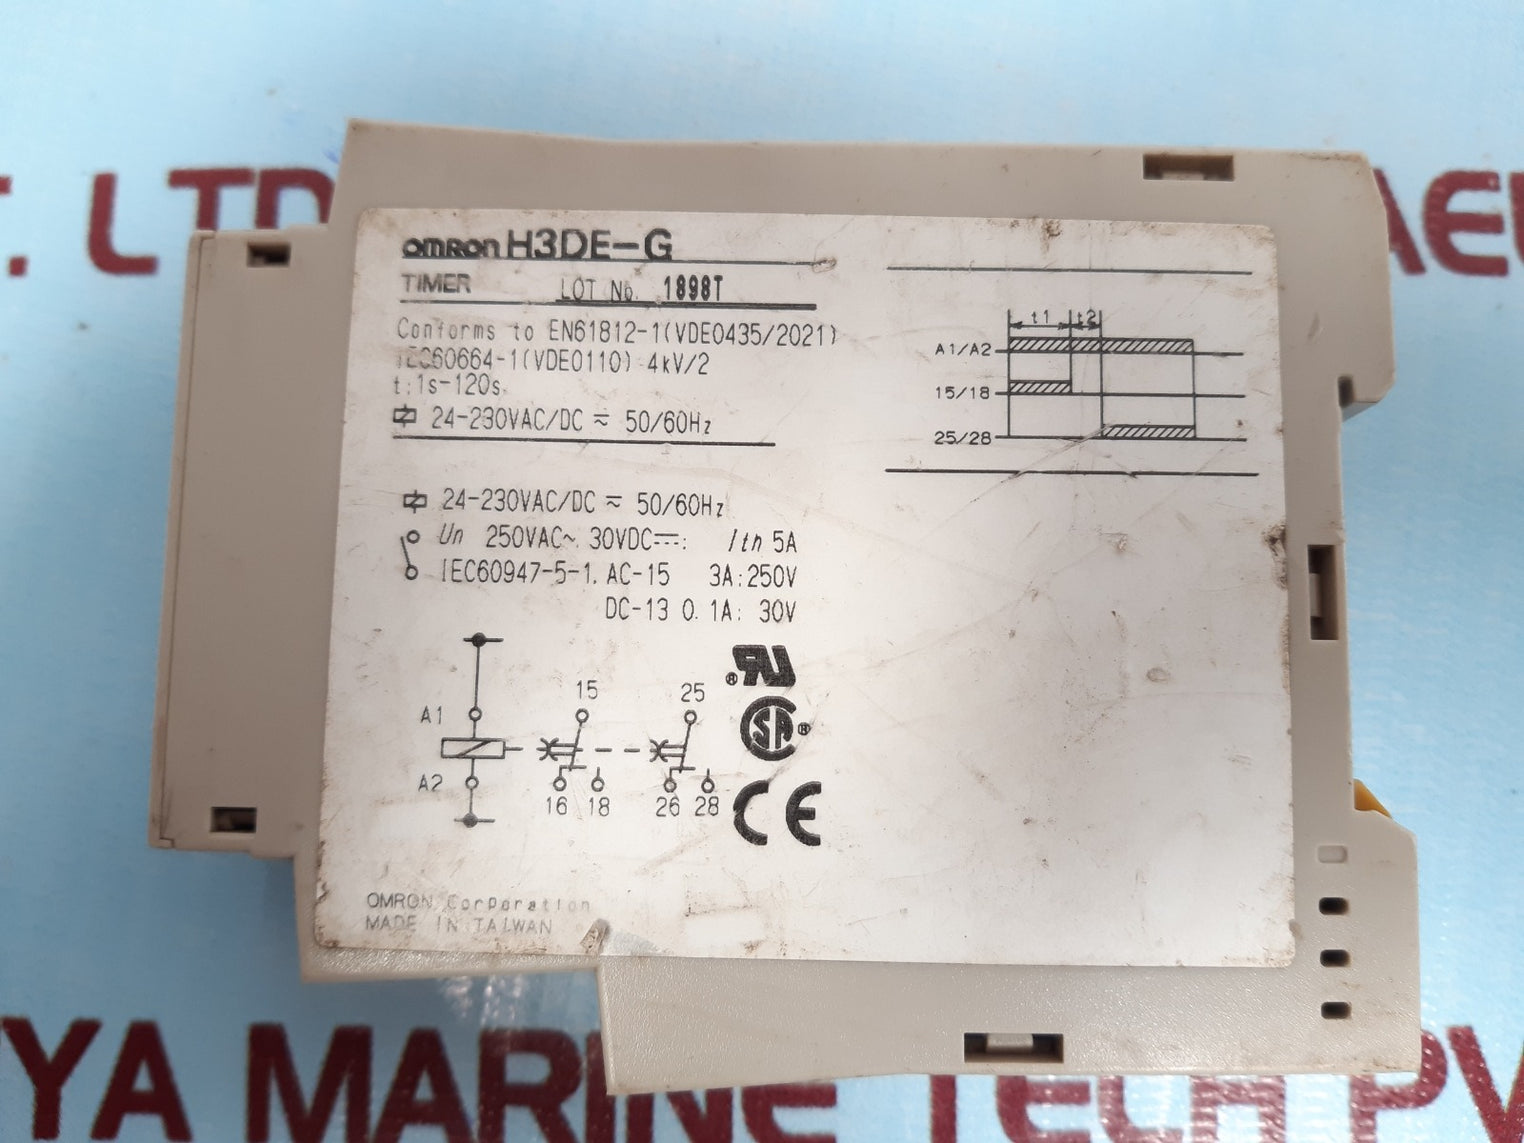 T. LTD
AEU
omron H3DE-G
TIMER LOT No. 1898T
Conforms to EN61812-1(VDE0435/2021)
IEC60664-1(VDE0110) 4kV/2
t:1s-120s
24-230VAC/DC ≂ 50/60Hz
t1 t2
A1/A2
15/18
25/28
24-230VAC/DC ≂ 50/60Hz
Un 250VAC~. 30VDC⎓: Ith 5A
IEC60947-5-1. AC-15 3A:250V
DC-13 0.1A: 30V
15 25
A1
A2
16 18 26 28
RU ®
SA ®
CE
OMRON Corporation
MADE IN TAIWAN
YA MARINE TECH PV